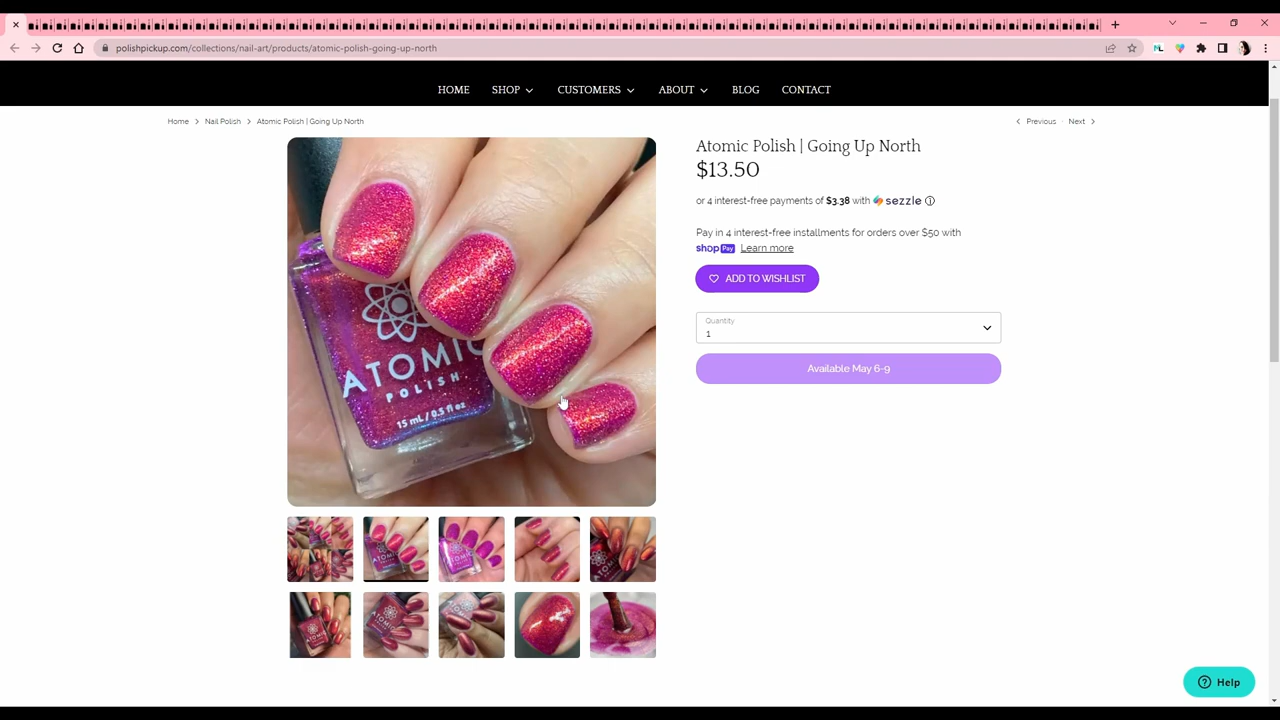 polishpickup.com/collections/nail-art/products/atomic-polish-going-up-north
HOME SHOP CUSTOMERS ABOUT BLOG CONTACT
Home > Nail Polish > Atomic Polish | Going Up North
< Previous Next >
Atomic Polish | Going Up North
$13.50
or 4 interest-free payments of $3.38 with sezzle
Pay in 4 interest-free installments for orders over $50 with
shop Pay Learn more
ADD TO WISHLIST
Quantity
1
Available May 6-9
ATOMIC
POLISH
15 mL / 0.5 fl oz
Help